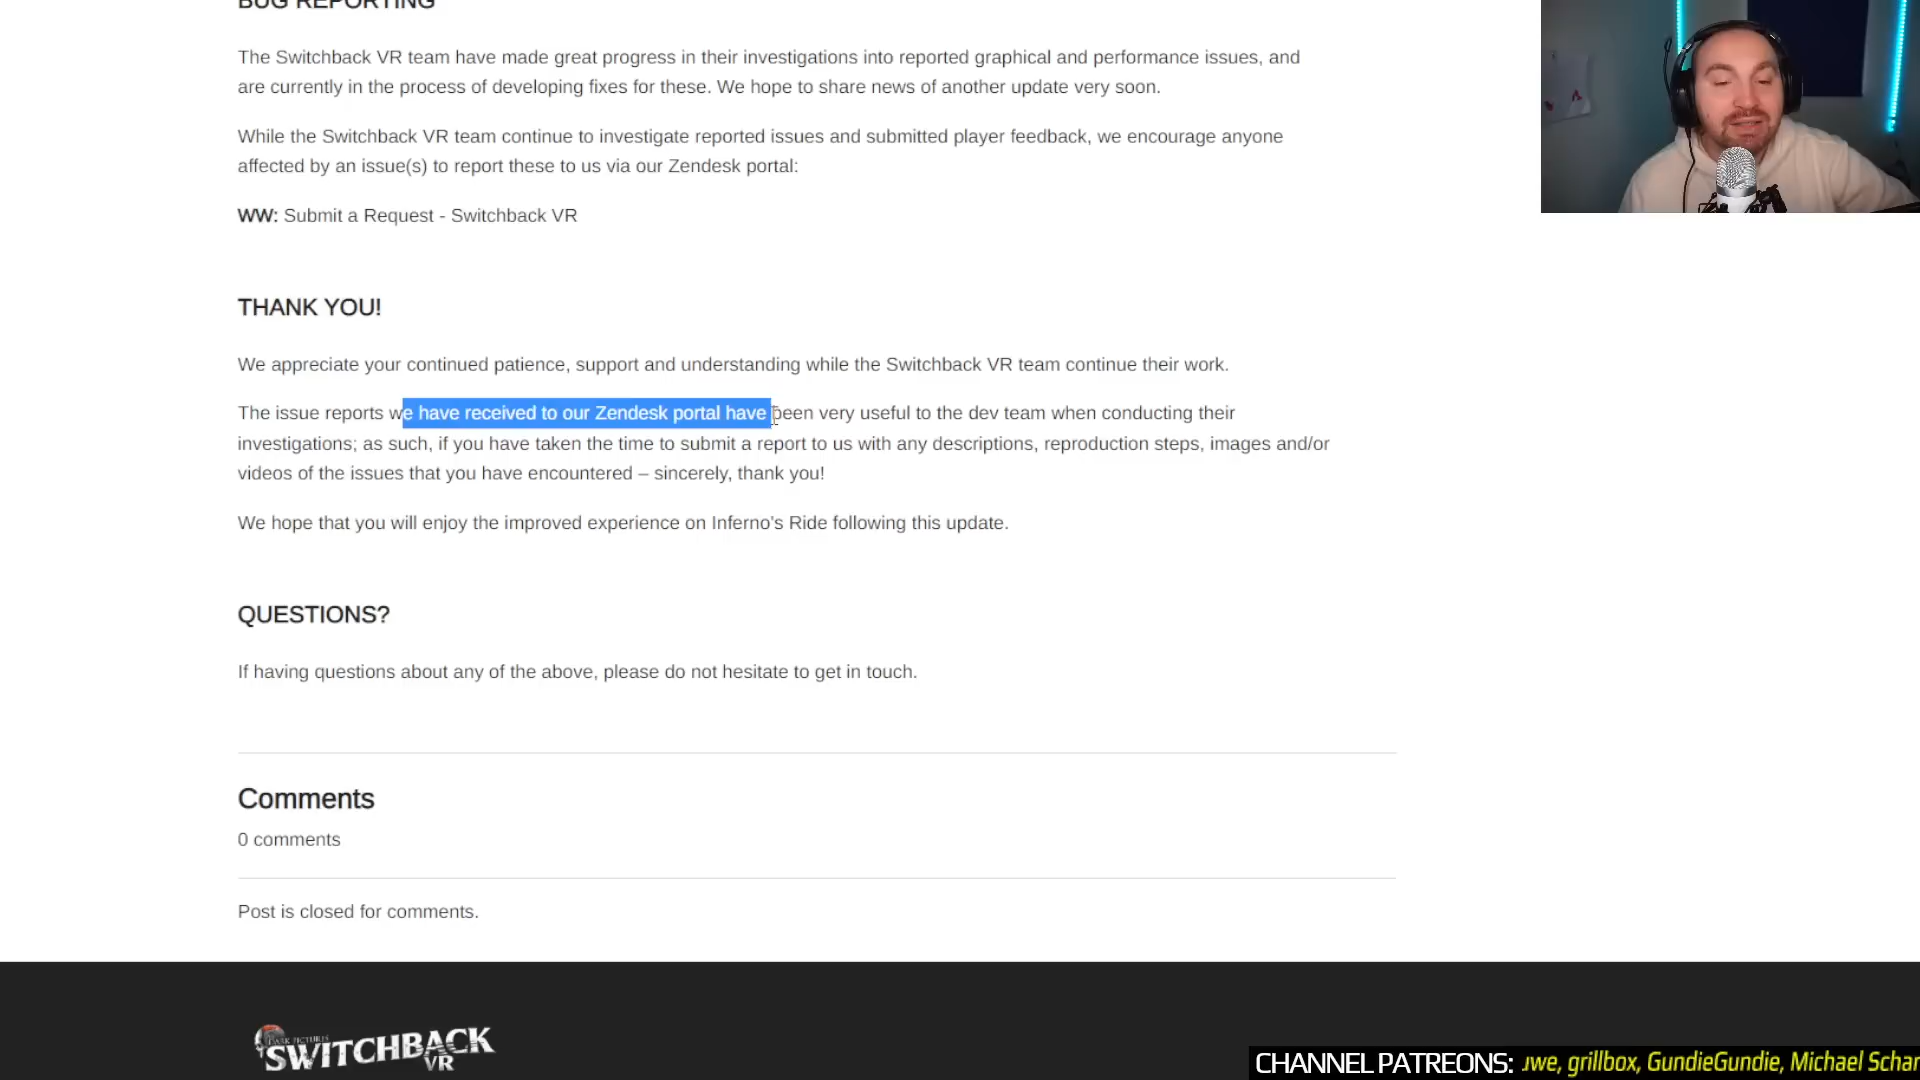 BUG REPORTING
The Switchback VR team have made great progress in their investigations into reported graphical and performance issues, and
are currently in the process of developing fixes for these. We hope to share news of another update very soon.
While the Switchback VR team continue to investigate reported issues and submitted player feedback, we encourage anyone
affected by an issue(s) to report these to us via our Zendesk portal:
WW: Submit a Request - Switchback VR
THANK YOU!
We appreciate your continued patience, support and understanding while the Switchback VR team continue their work.
The issue reports we have received to our Zendesk portal have been very useful to the dev team when conducting their
investigations; as such, if you have taken the time to submit a report to us with any descriptions, reproduction steps, images and/or
videos of the issues that you have encountered – sincerely, thank you!
We hope that you will enjoy the improved experience on Inferno's Ride following this update.
QUESTIONS?
If having questions about any of the above, please do not hesitate to get in touch.
Comments
0 comments
Post is closed for comments.
DARK PICTURES
SWITCHBACK
VR
CHANNEL PATREONS: uwe, grillbox, GundieGundie, Michael Schar